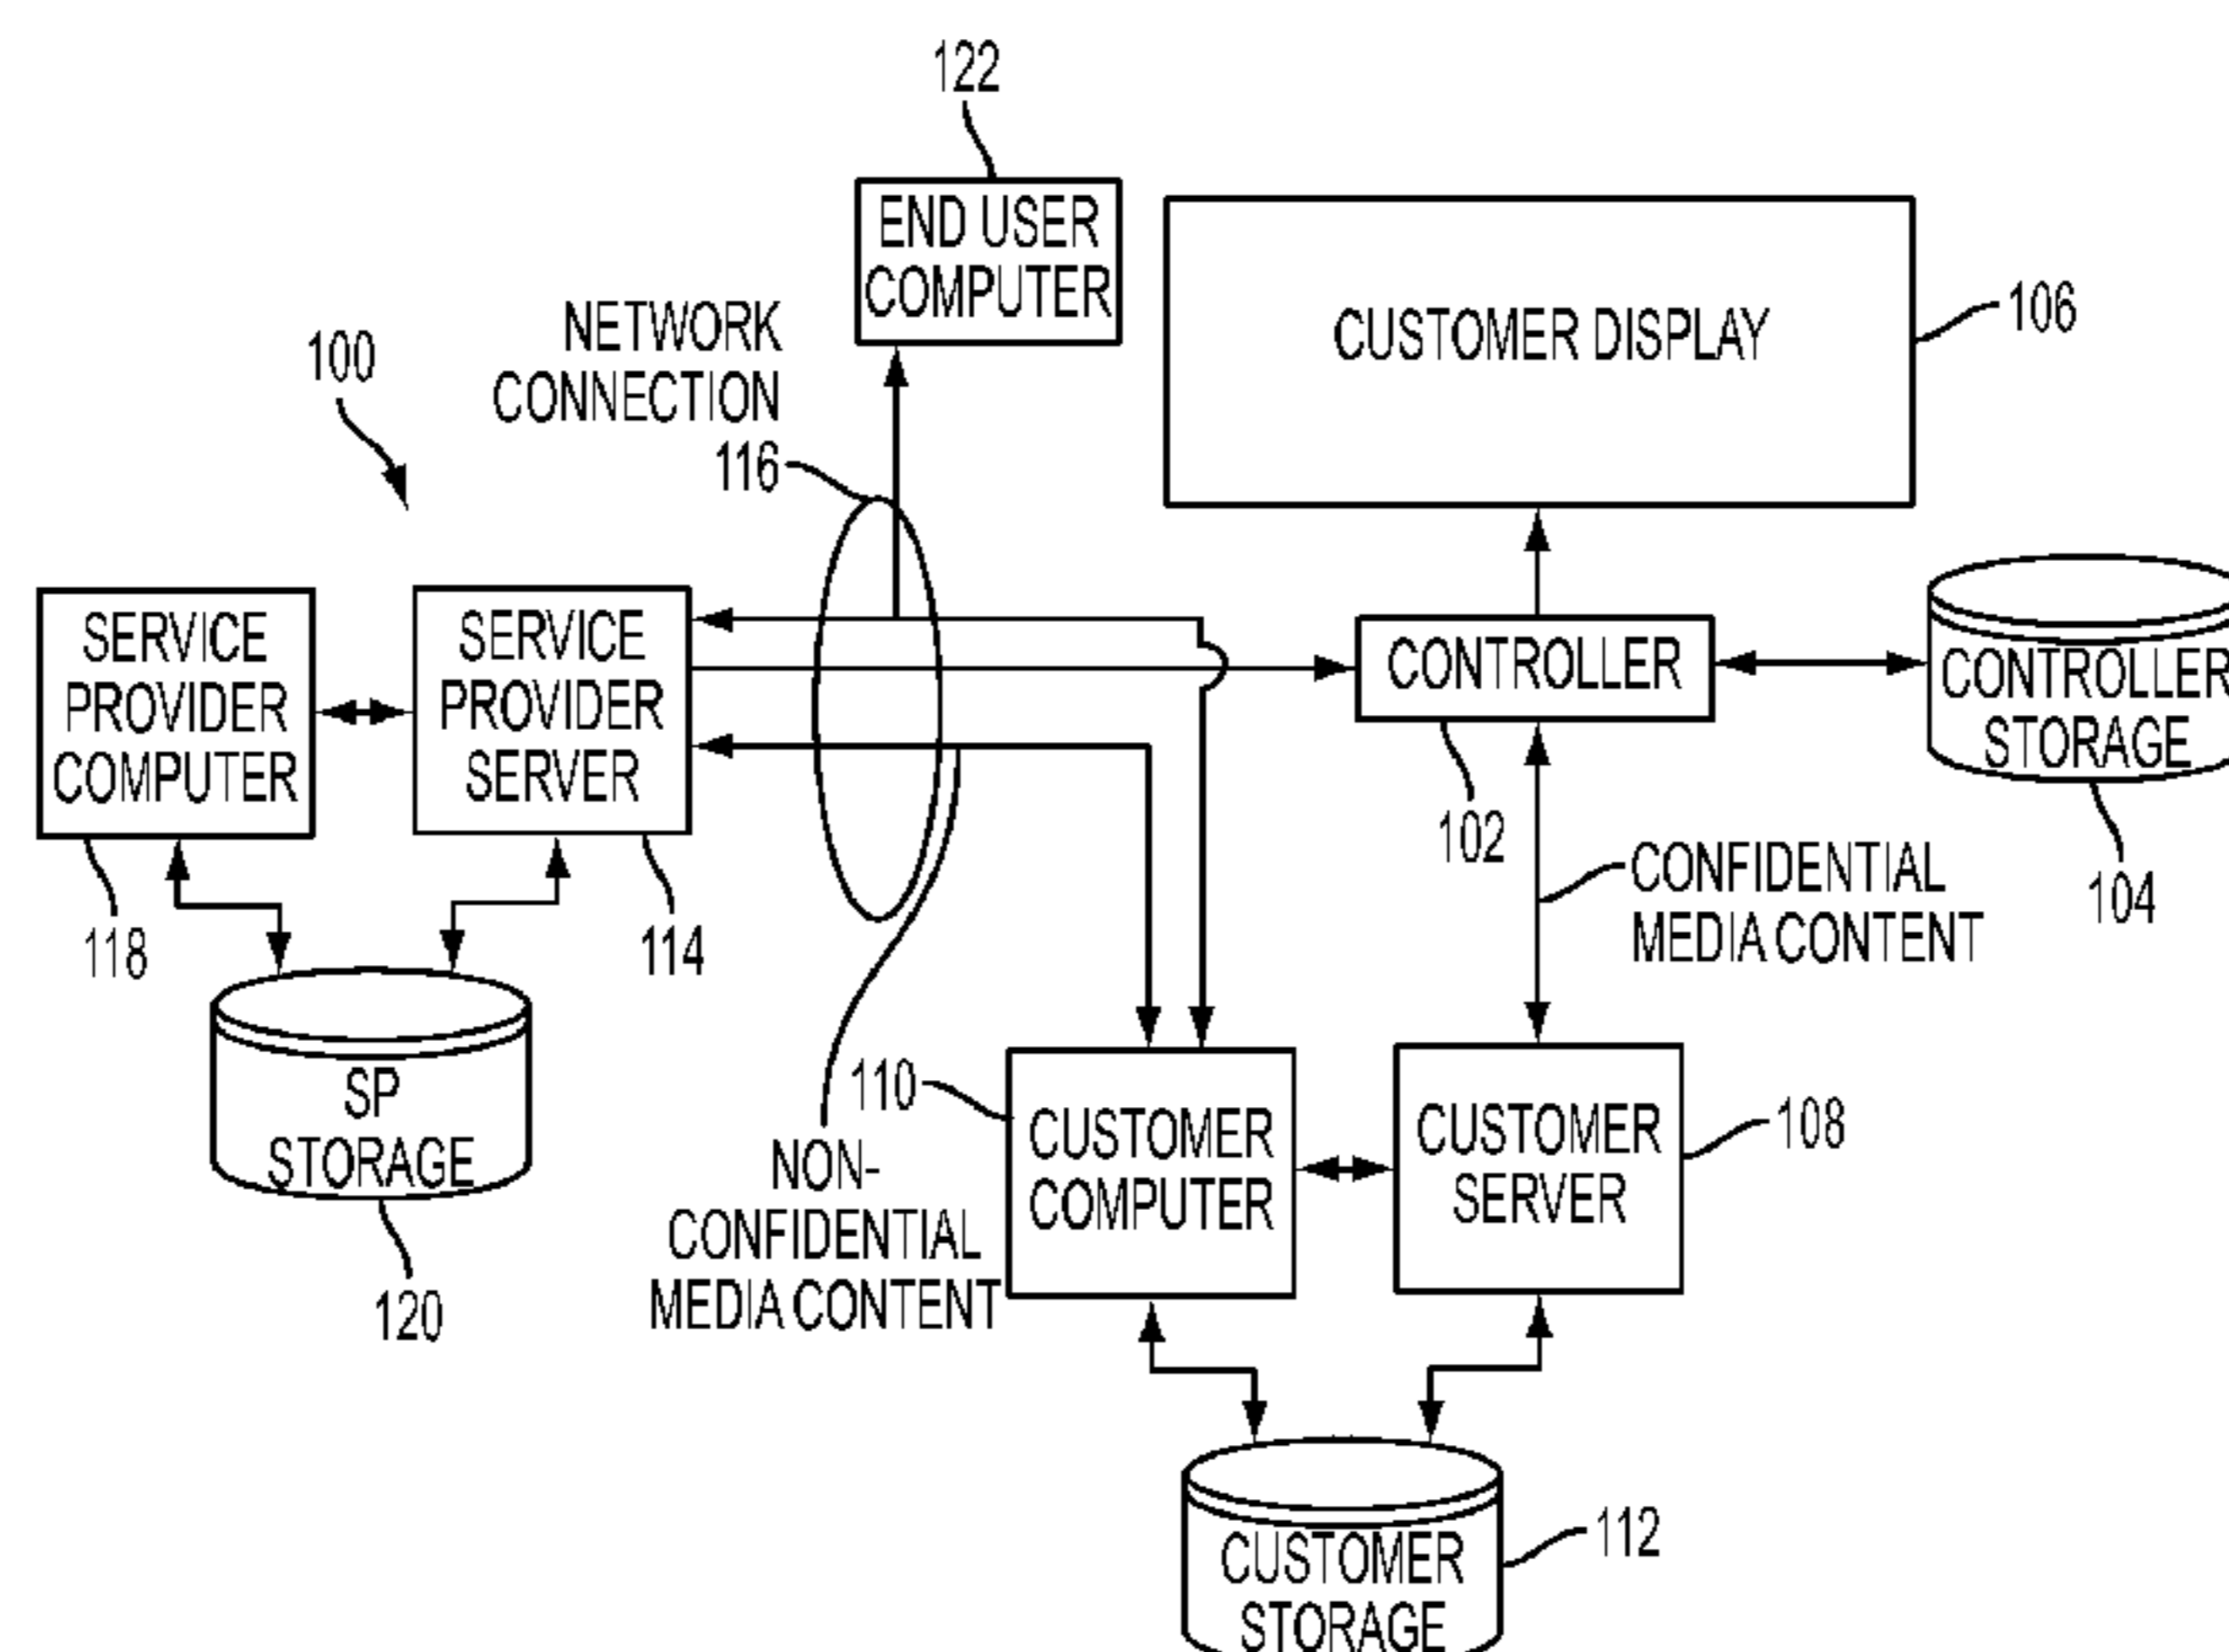 122
END USER
COMPUTER
NETWORK
CONNECTION
116
100
CUSTOMER DISPLAY
106
SERVICE
PROVIDER
COMPUTER
118
SERVICE
PROVIDER
SERVER
114
CONTROLLER
102
CONTROLLER
STORAGE
104
CONFIDENTIAL
MEDIA CONTENT
SP
STORAGE
120
NON-
CONFIDENTIAL
MEDIA CONTENT
110
CUSTOMER
COMPUTER
CUSTOMER
SERVER
108
CUSTOMER
STORAGE
112